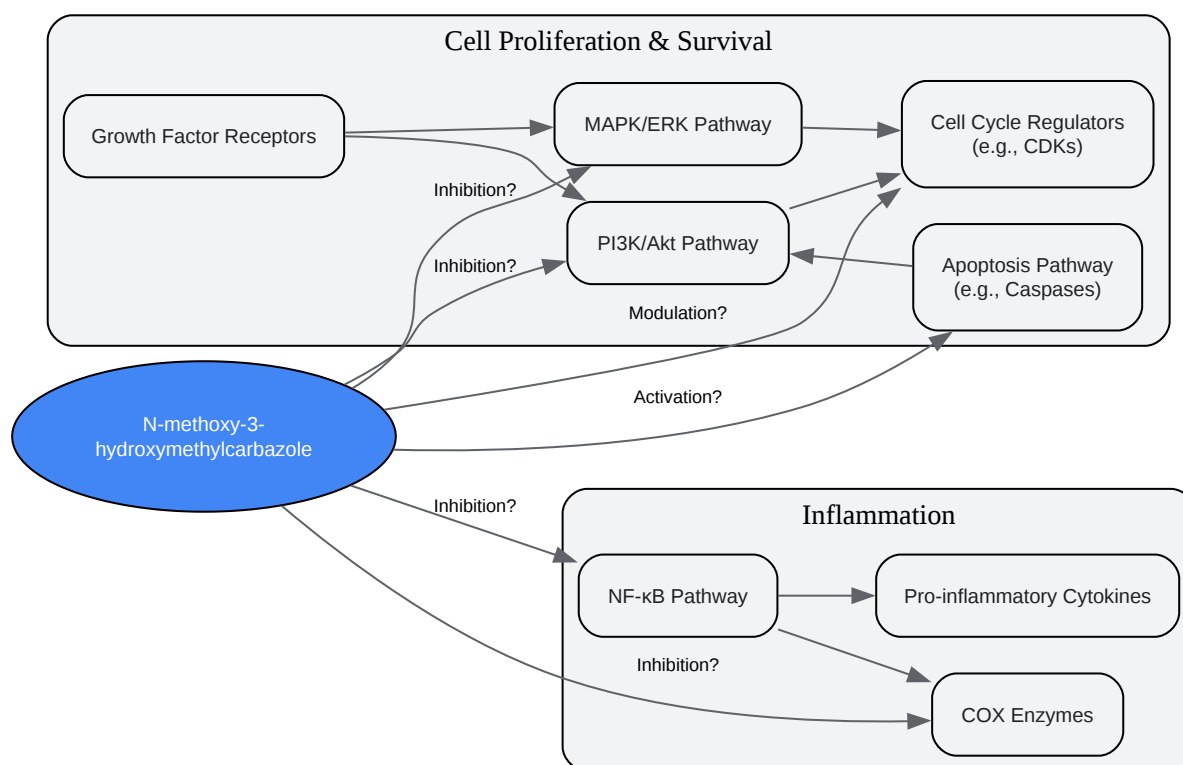 Cell Proliferation & Survival
Growth Factor Receptors
MAPK/ERK Pathway
Cell Cycle Regulators
(e.g., CDKs)
Inhibition?
PI3K/Akt Pathway
Inhibition?
Apoptosis Pathway
(e.g., Caspases)
Modulation?
Activation?
N-methoxy-3-
hydroxymethylcarbazole
Inhibition?
Inflammation
NF-κB Pathway
Pro-inflammatory Cytokines
Inhibition?
COX Enzymes